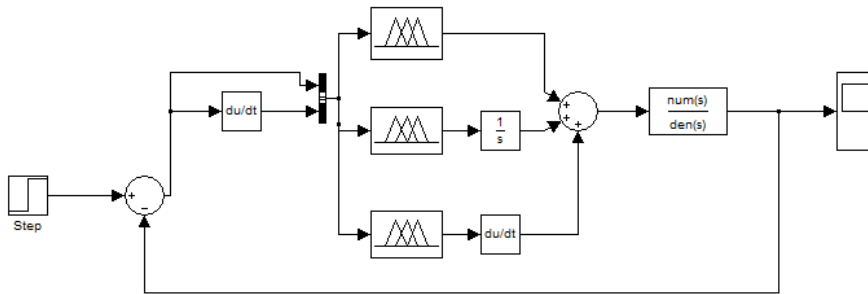 du/dt
1
s
du/dt
num(s)
den(s)
+
+
+
+
−
Step